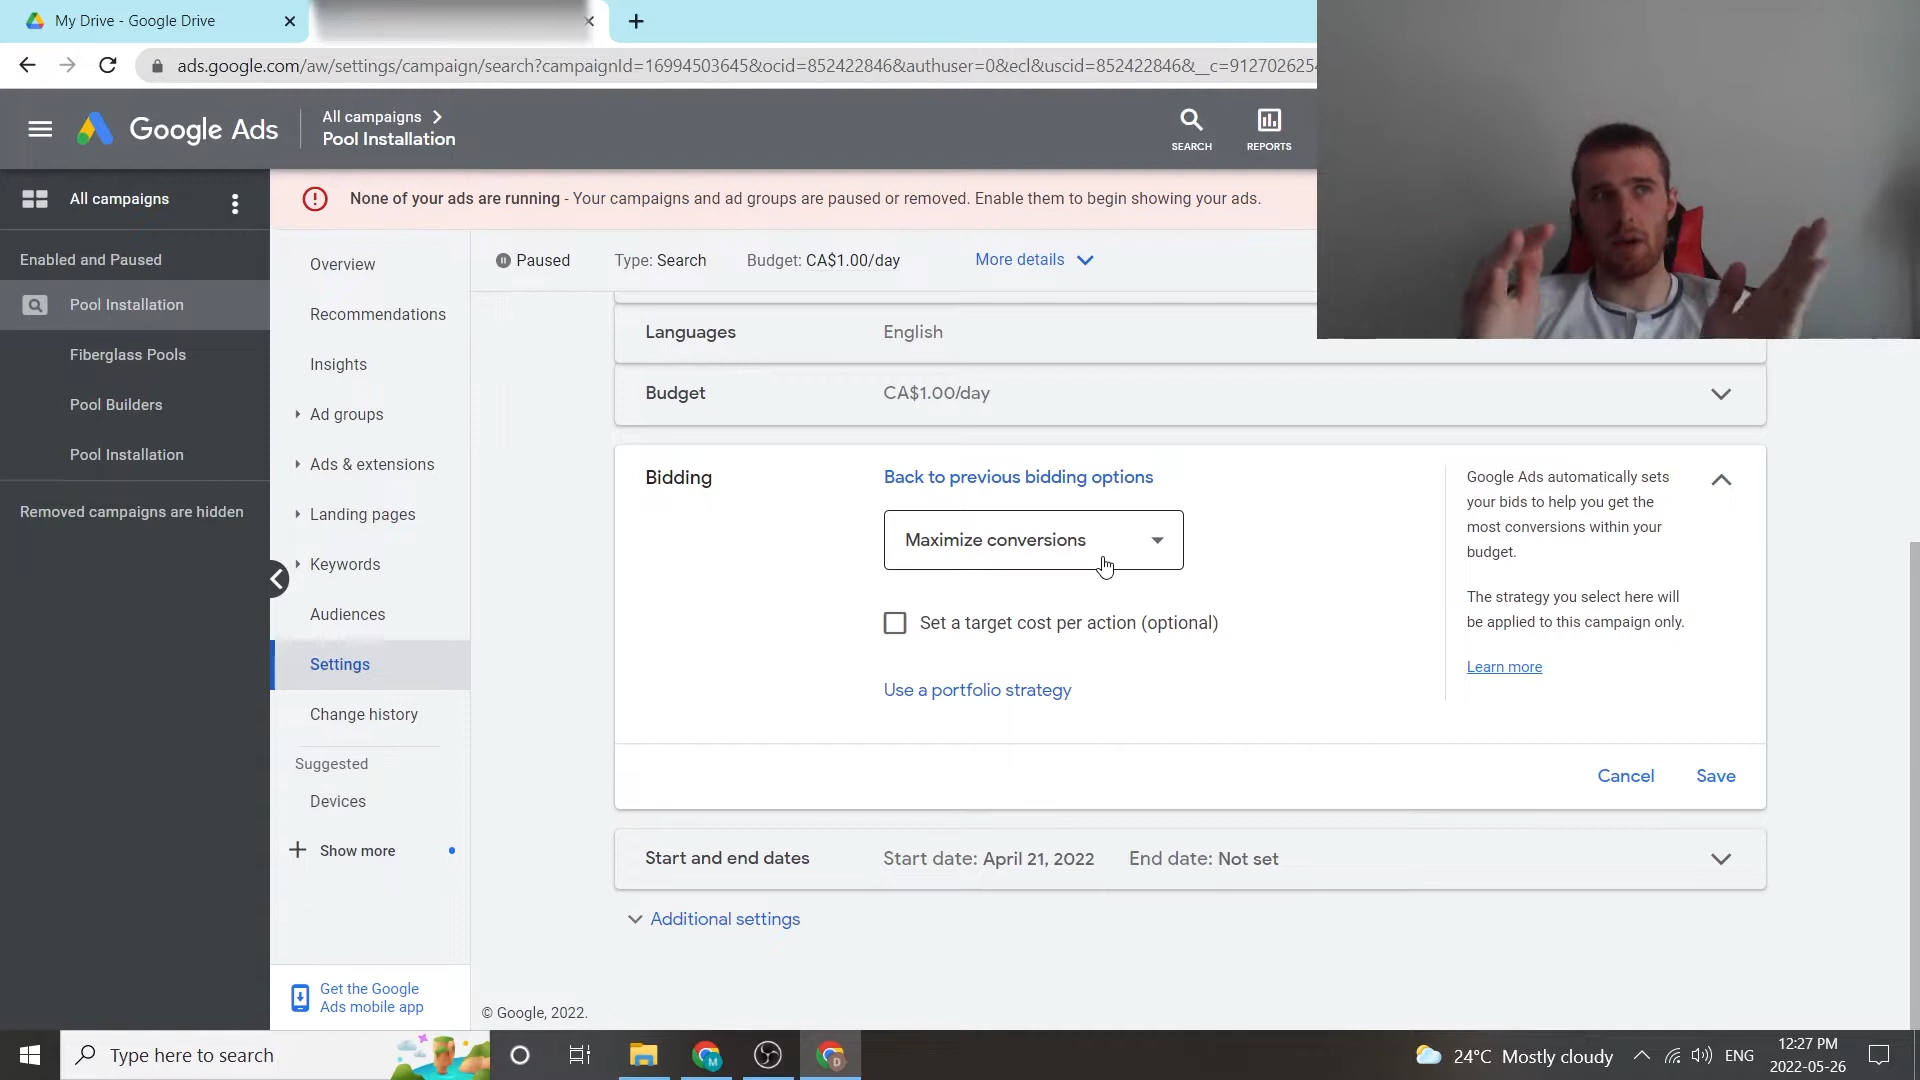 My Drive - Google Drive
ads.google.com/aw/settings/campaign/search?campaignId=16994503645&ocid=852422846&authuser=0&ecl&uscid=852422846&__c=912702625
Google Ads
All campaigns
Pool Installation
SEARCH
REPORTS
All campaigns
None of your ads are running - Your campaigns and ad groups are paused or removed. Enable them to begin showing your ads.
Enabled and Paused
Pool Installation
Fiberglass Pools
Pool Builders
Pool Installation
Removed campaigns are hidden
Overview
Recommendations
Insights
Ad groups
Ads & extensions
Landing pages
Keywords
Audiences
Settings
Change history
Suggested
Devices
Show more
Get the Google
Ads mobile app
Paused
Type: Search
Budget: CA$1.00/day
More details
Languages English
Budget CA$1.00/day
Bidding
Back to previous bidding options
Maximize conversions
Set a target cost per action (optional)
Use a portfolio strategy
Google Ads automatically sets
your bids to help you get the
most conversions within your
budget.
The strategy you select here will
be applied to this campaign only.
Learn more
Cancel
Save
Start and end dates Start date: April 21, 2022 End date: Not set
Additional settings
© Google, 2022.
Type here to search
M
D
24°C Mostly cloudy
ENG
12:27 PM
2022-05-26